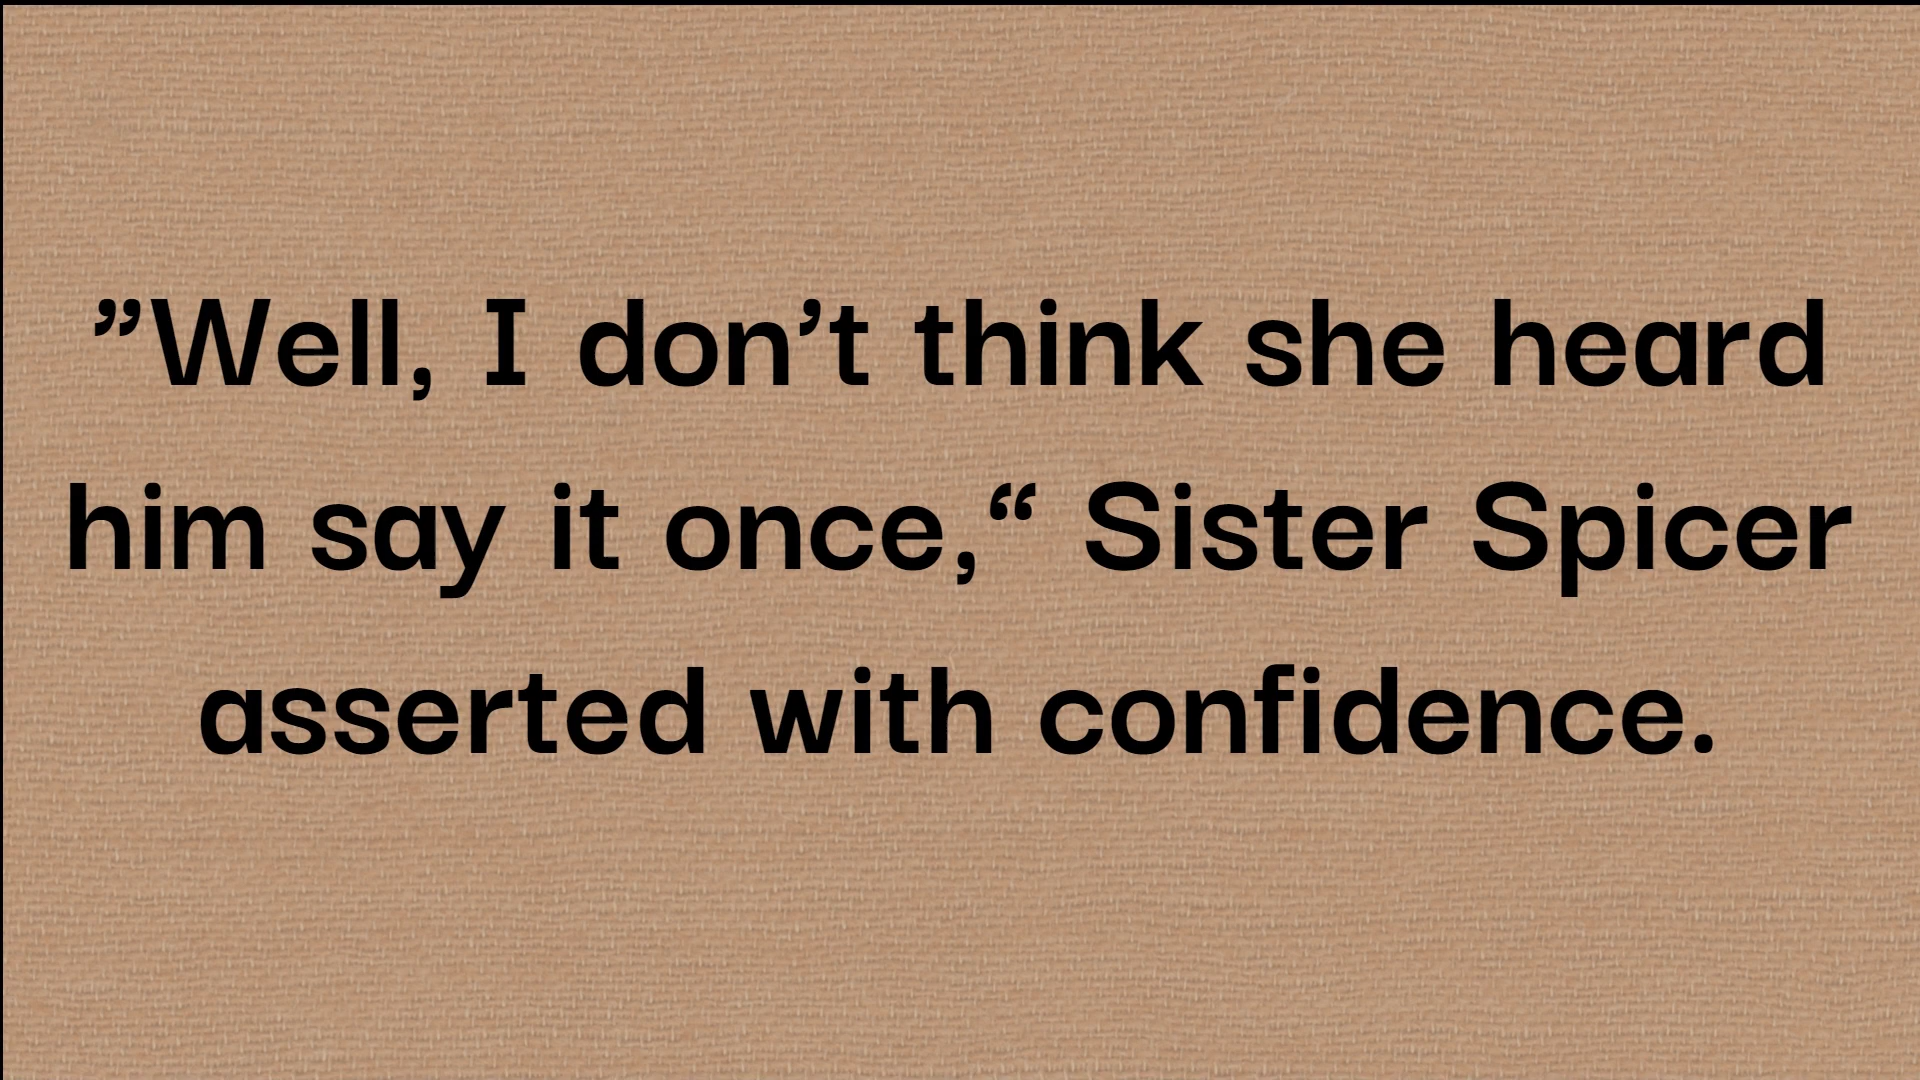 ”Well, I don’t think she heard
him say it once,“ Sister Spicer
asserted with confidence.